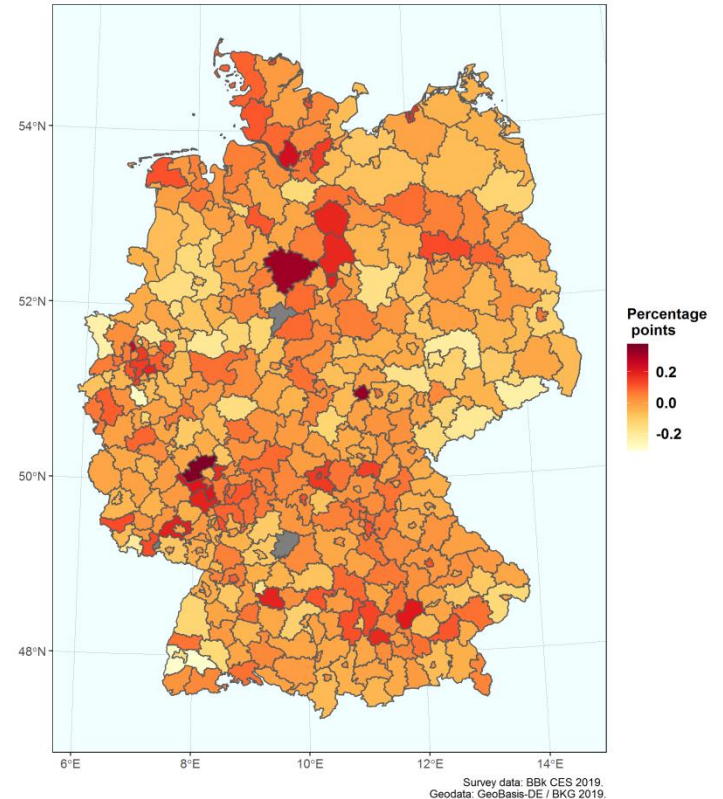 54°N
52°N
50°N
48°N
6°E 8°E 10°E 12°E 14°E
Percentage
points
0.2
0.0
-0.2
Survey data: BBk CES 2019.
Geodata: GeoBasis-DE / BKG 2019.